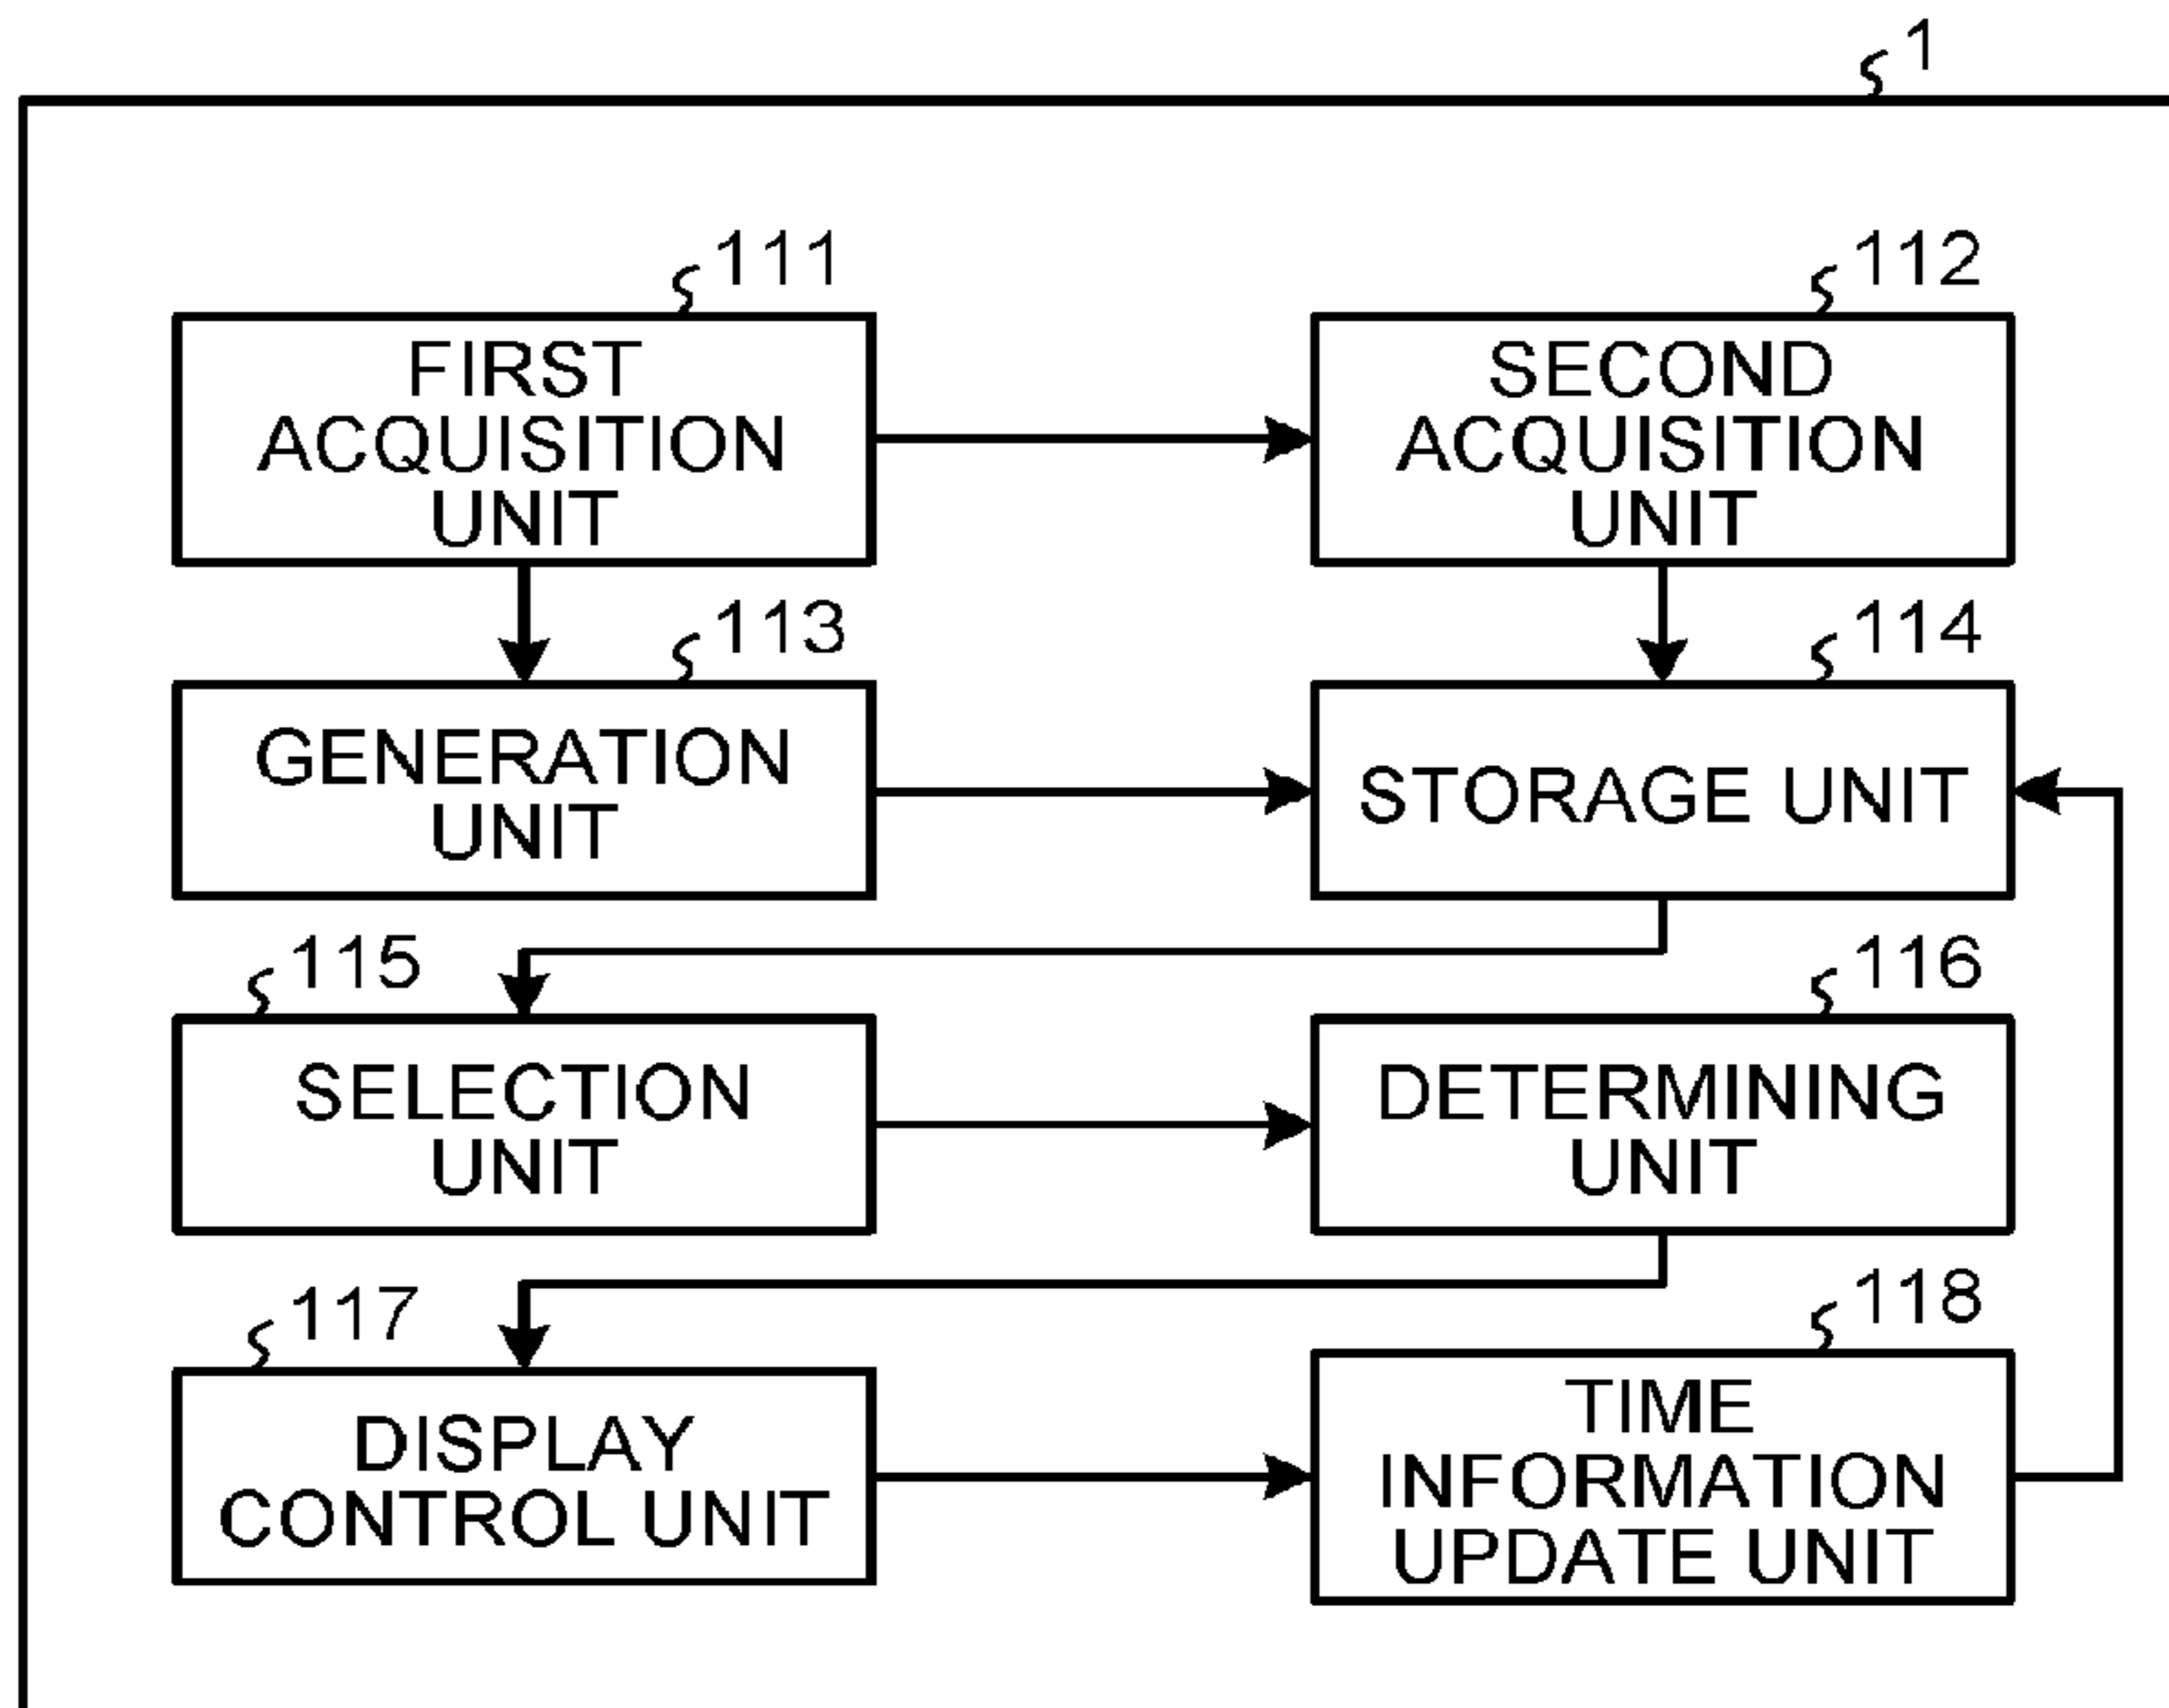 1
111
112
FIRST
ACQUISITION
UNIT
SECOND
ACQUISITION
UNIT
113
114
GENERATION
UNIT
STORAGE UNIT
115
116
SELECTION
UNIT
DETERMINING
UNIT
117
118
DISPLAY
CONTROL UNIT
TIME
INFORMATION
UPDATE UNIT